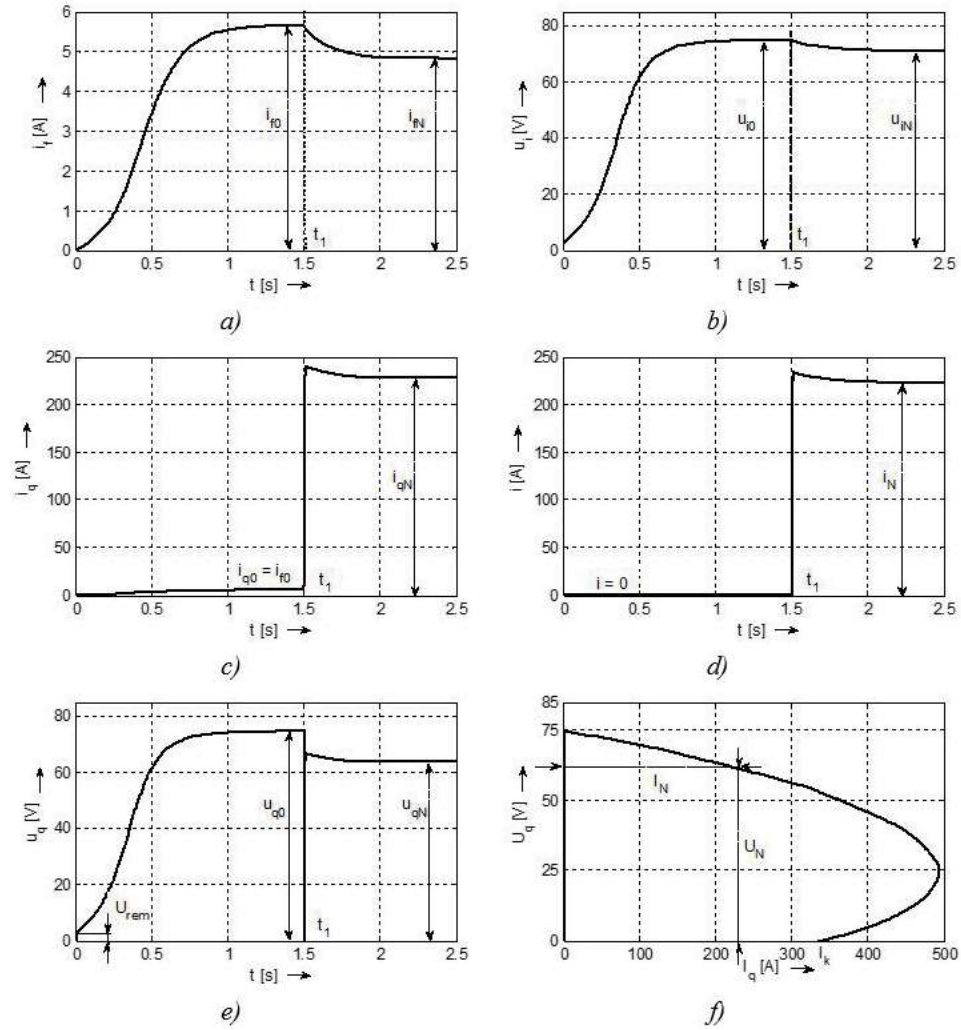 6
5
4
3
2
1
0
i_f [A]
i_f0
i_fN
t_1
0 0.5 1 1.5 2 2.5
t [s]
a)
80
60
40
20
0
u_i [V]
u_i0
u_iN
t_1
0 0.5 1 1.5 2 2.5
t [s]
b)
250
200
150
100
50
0
i_q [A]
i_qN
i_q0 = i_f0
t_1
0 0.5 1 1.5 2 2.5
t [s]
c)
250
200
150
100
50
0
i [A]
i_N
i = 0
t_1
0 0.5 1 1.5 2 2.5
t [s]
d)
80
60
40
20
0
u_q [V]
u_q0
u_qN
U_rem
t_1
0 0.5 1 1.5 2 2.5
t [s]
e)
85
75
50
25
0
U_q [V]
I_N
U_N
0 100 200 300 400 500
I_q [A]
I_k
f)